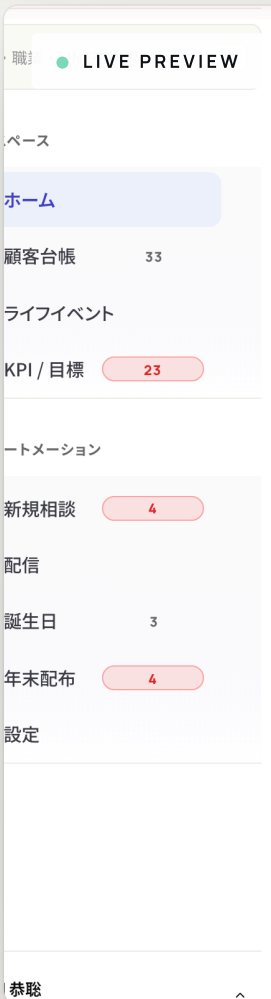 職業
LIVE PREVIEW
ペース
ホーム
顧客台帳 33
ライフイベント
KPI / 目標 23
ートメーション
新規相談 4
配信
誕生日 3
年末配布 4
設定
恭聡